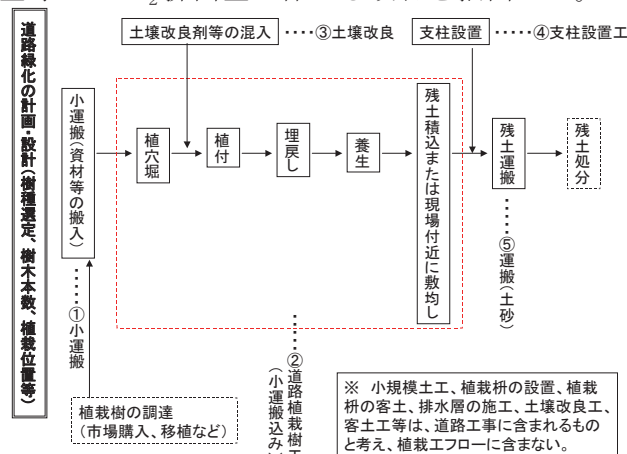 土壌改良剤等の混入
････③土壌改良
支柱設置
････④支柱設置工
道路緑化の計画・設計(樹種選定、樹木本数、植栽位置等)
小運搬(資材等の搬入)
植穴堀
植付
埋戻し
養生
残土積込または現場付近に敷均し
残土運搬
残土処分
･････①小運搬
･････②道路植栽樹工
(小運搬込み)
･････⑤運搬(土砂)
植栽樹の調達
(市場購入、移植など)
※ 小規模土工、植栽枡の設置、植栽
枡の客土、排水層の施工、土壌改良工、
客土工等は、道路工事に含まれるもの
と考え、植栽工フローに含まない。